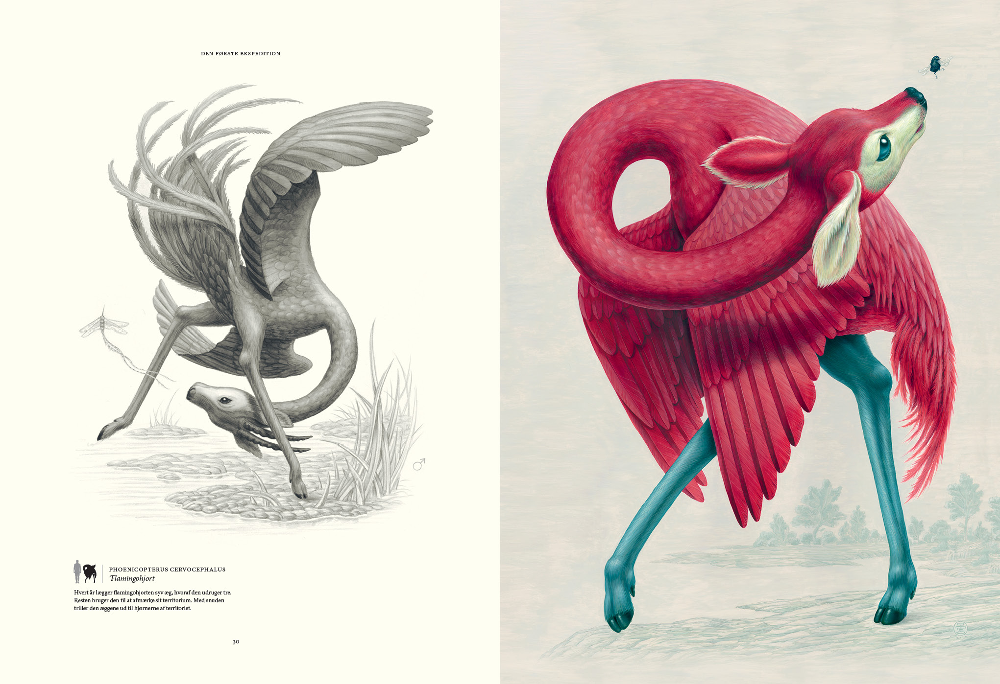 DEN FØRSTE EKSPEDITION
♂
PHOENICOPTERUS CERVOCEPHALUS
Flamingohjort
Hvert år lægger flamingohjorten syv æg, hvoraf den udruger tre.
Resten bruger den til at afmærke sit territorium. Med snuden
triller den æggene ud til hjørnerne af territoriet.
30